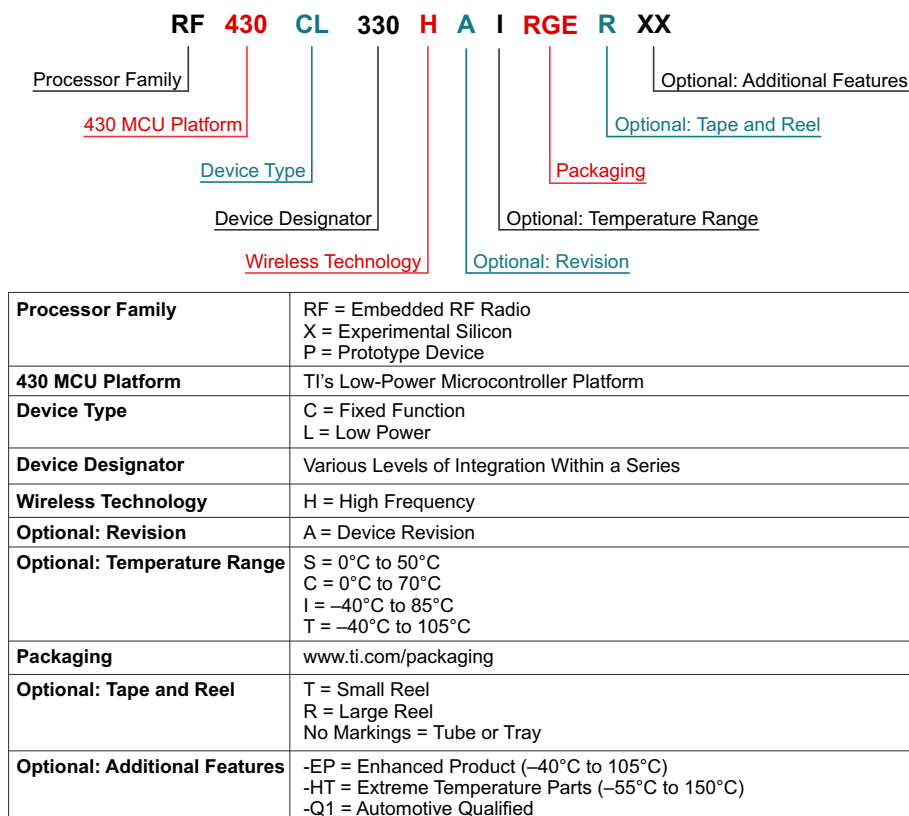 RF 430 CL 330 H A I RGE R XX
Processor Family
Optional: Additional Features
430 MCU Platform
Optional: Tape and Reel
Device Type
Packaging
Device Designator
Optional: Temperature Range
Wireless Technology
Optional: Revision
Processor Family
RF = Embedded RF Radio
X = Experimental Silicon
P = Prototype Device
430 MCU Platform
TI's Low-Power Microcontroller Platform
Device Type
C = Fixed Function
L = Low Power
Device Designator
Various Levels of Integration Within a Series
Wireless Technology
H = High Frequency
Optional: Revision
A = Device Revision
Optional: Temperature Range
S = 0°C to 50°C
C = 0°C to 70°C
I = –40°C to 85°C
T = –40°C to 105°C
Packaging
www.ti.com/packaging
Optional: Tape and Reel
T = Small Reel
R = Large Reel
No Markings = Tube or Tray
Optional: Additional Features
-EP = Enhanced Product (–40°C to 105°C)
-HT = Extreme Temperature Parts (–55°C to 150°C)
-Q1 = Automotive Qualified